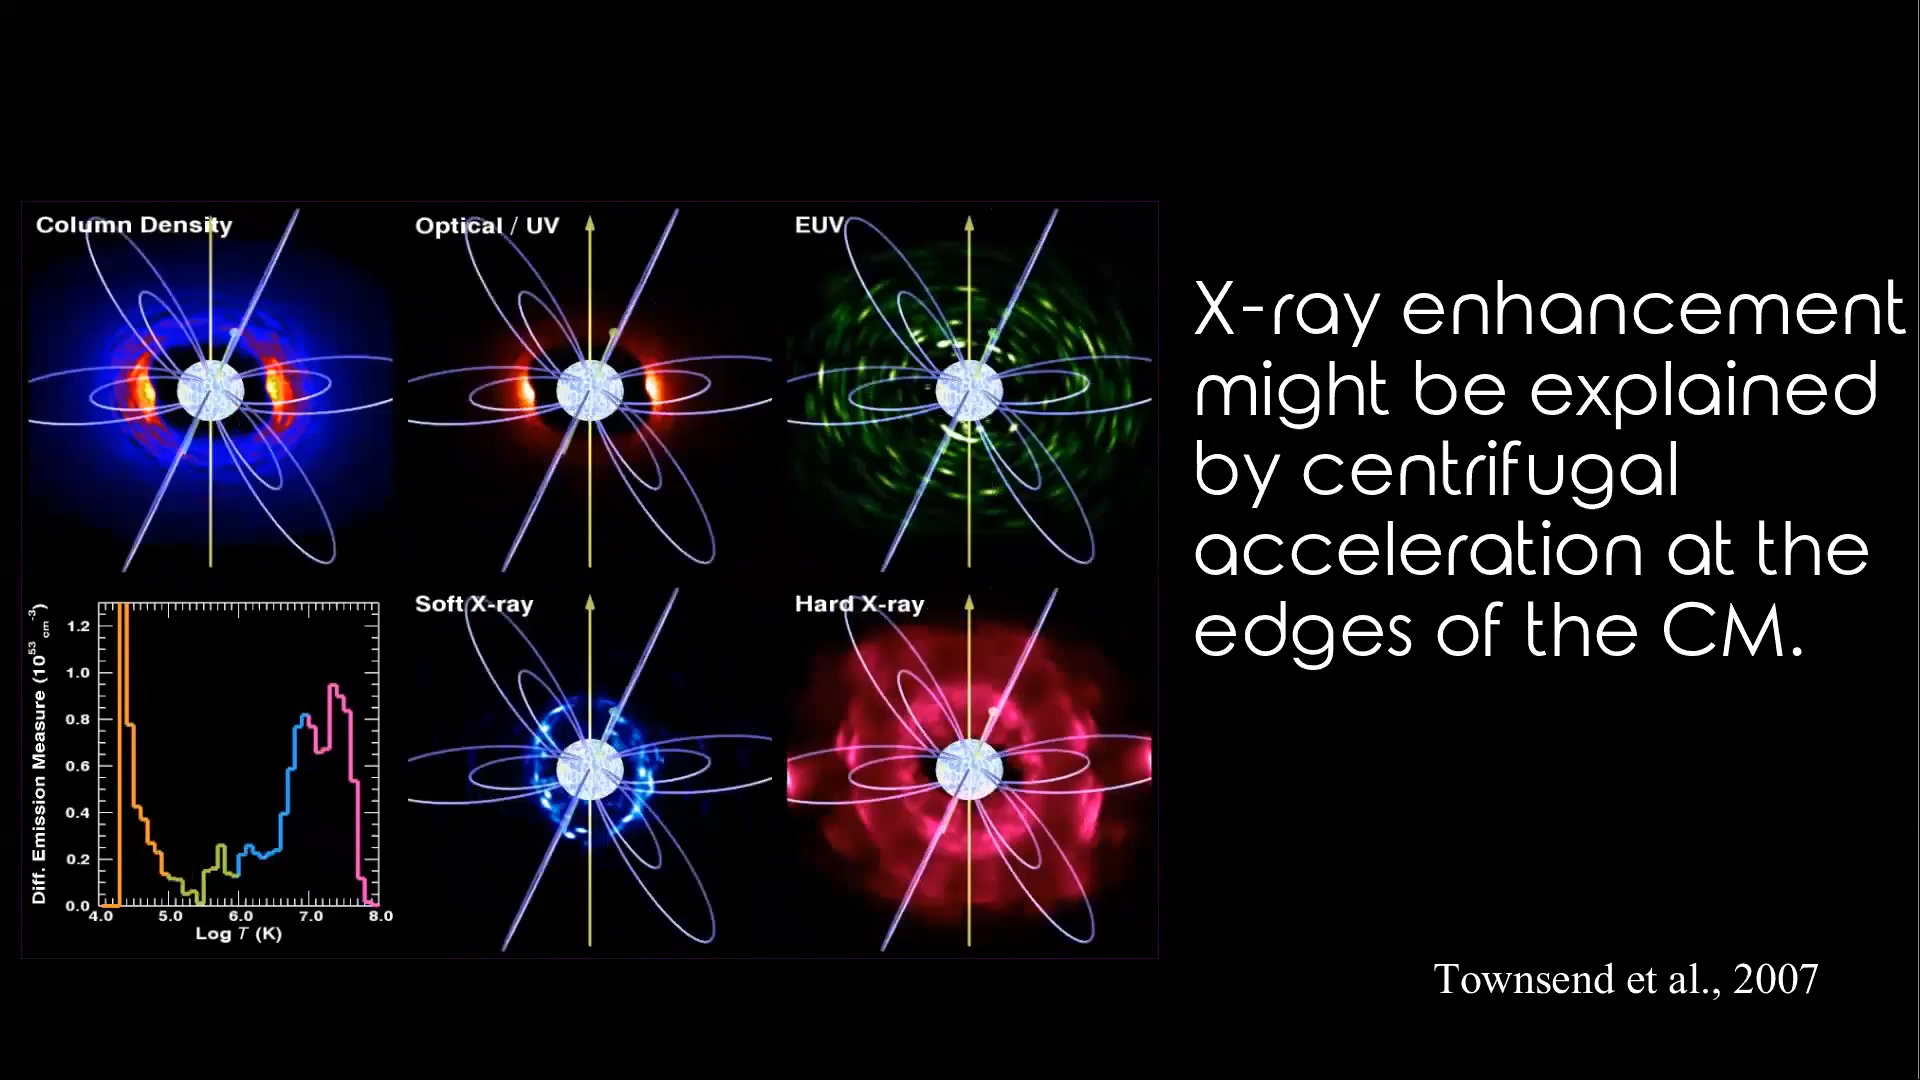 Column Density
Optical / UV
EUV
X-ray enhancement
might be explained
by centrifugal
acceleration at the
edges of the CM.
Soft X-ray
Hard X-ray
Diff. Emission Measure (10^53 cm^-3)
1.2
1.0
0.8
0.6
0.4
0.2
0.0
4.0 5.0 6.0 7.0 8.0
Log T (K)
Townsend et al., 2007